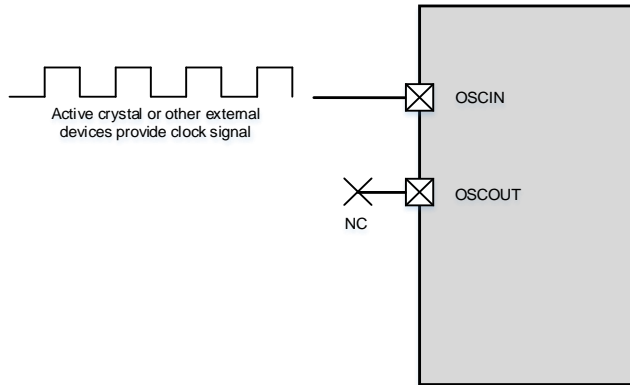 OSCIN
Active crystal or other external
devices provide clock signal
OSCOUT
NC